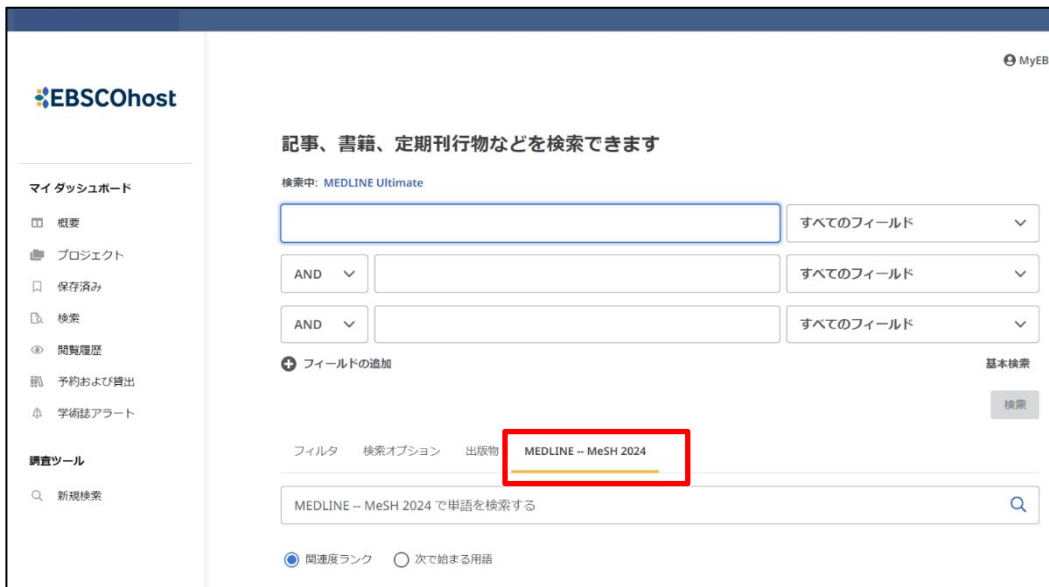 MyEB
EBSCOhost
記事、書籍、定期刊行物などを検索できます
検索中: MEDLINE Ultimate
マイ ダッシュボード
概要
プロジェクト
保存済み
検索
閲覧履歴
予約および貸出
学術誌アラート
調査ツール
新規検索
すべてのフィールド
AND すべてのフィールド
AND すべてのフィールド
フィールドの追加 基本検索
検索
フィルタ 検索オプション 出版物 MEDLINE -- MeSH 2024
MEDLINE -- MeSH 2024 で単語を検索する
関連度ランク 次で始まる用語